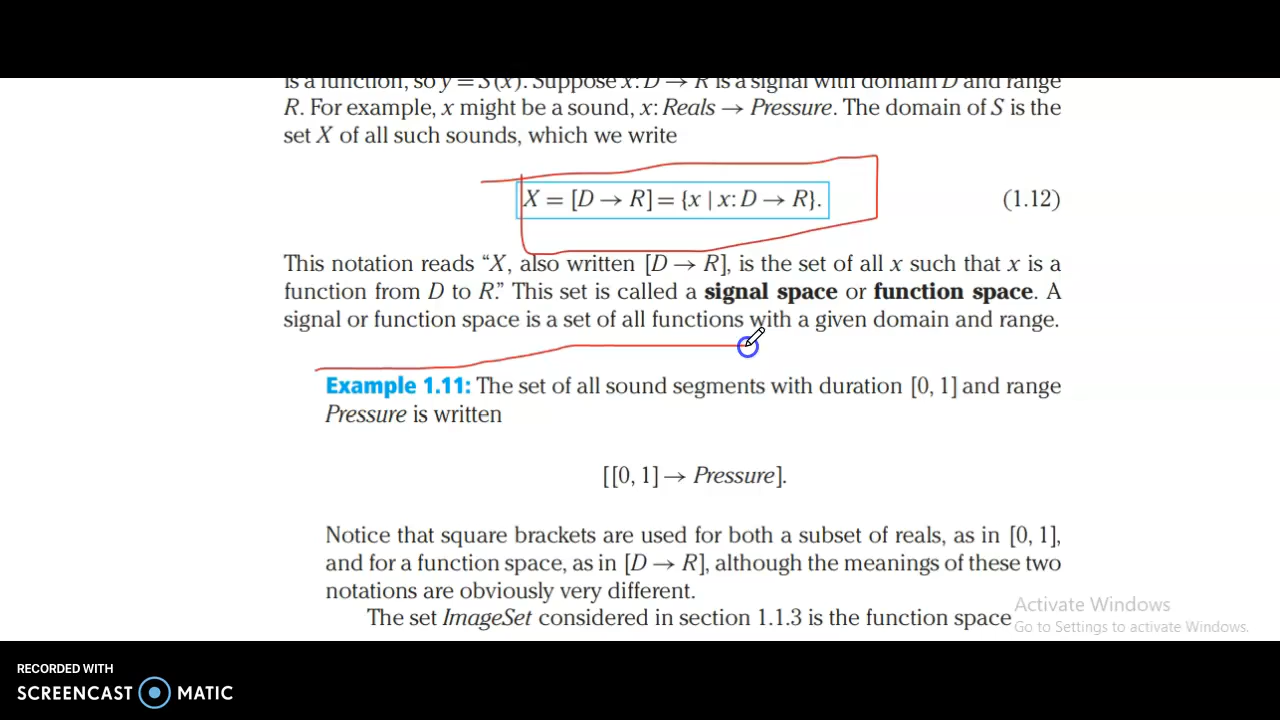 is a function, so y = S(x). Suppose x: D → R is a signal with domain D and range
R. For example, x might be a sound, x: Reals → Pressure. The domain of S is the
set X of all such sounds, which we write
X = [D → R] = {x | x: D → R}. (1.12)
This notation reads “X, also written [D → R], is the set of all x such that x is a
function from D to R.” This set is called a signal space or function space. A
signal or function space is a set of all functions with a given domain and range.
Example 1.11: The set of all sound segments with duration [0, 1] and range
Pressure is written
[[0, 1] → Pressure].
Notice that square brackets are used for both a subset of reals, as in [0, 1],
and for a function space, as in [D → R], although the meanings of these two
notations are obviously very different.
The set ImageSet considered in section 1.1.3 is the function space
Activate Windows
Go to Settings to activate Windows.
RECORDED WITH
SCREENCAST MATIC